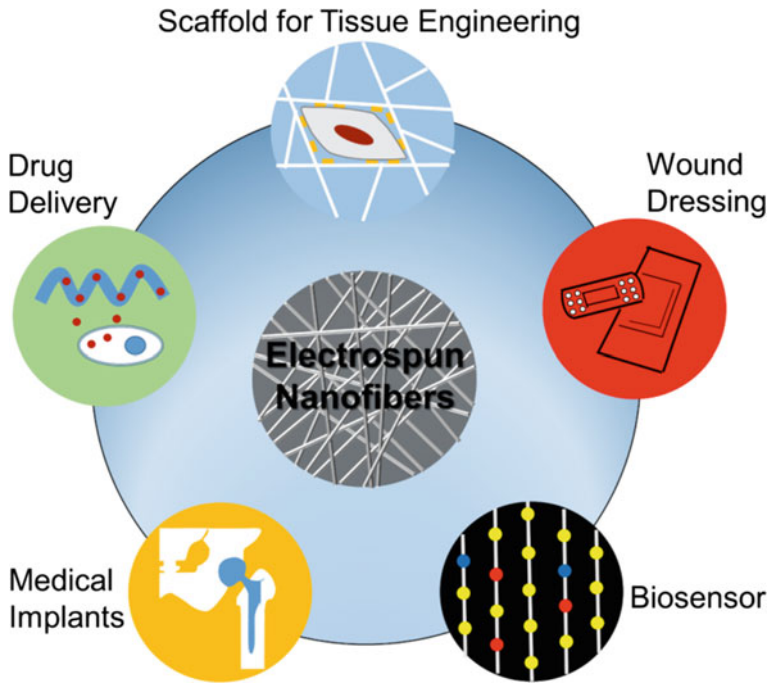 Scaffold for Tissue Engineering
Drug
Delivery
Wound
Dressing
Electrospun
Nanofibers
Medical
Implants
Biosensor